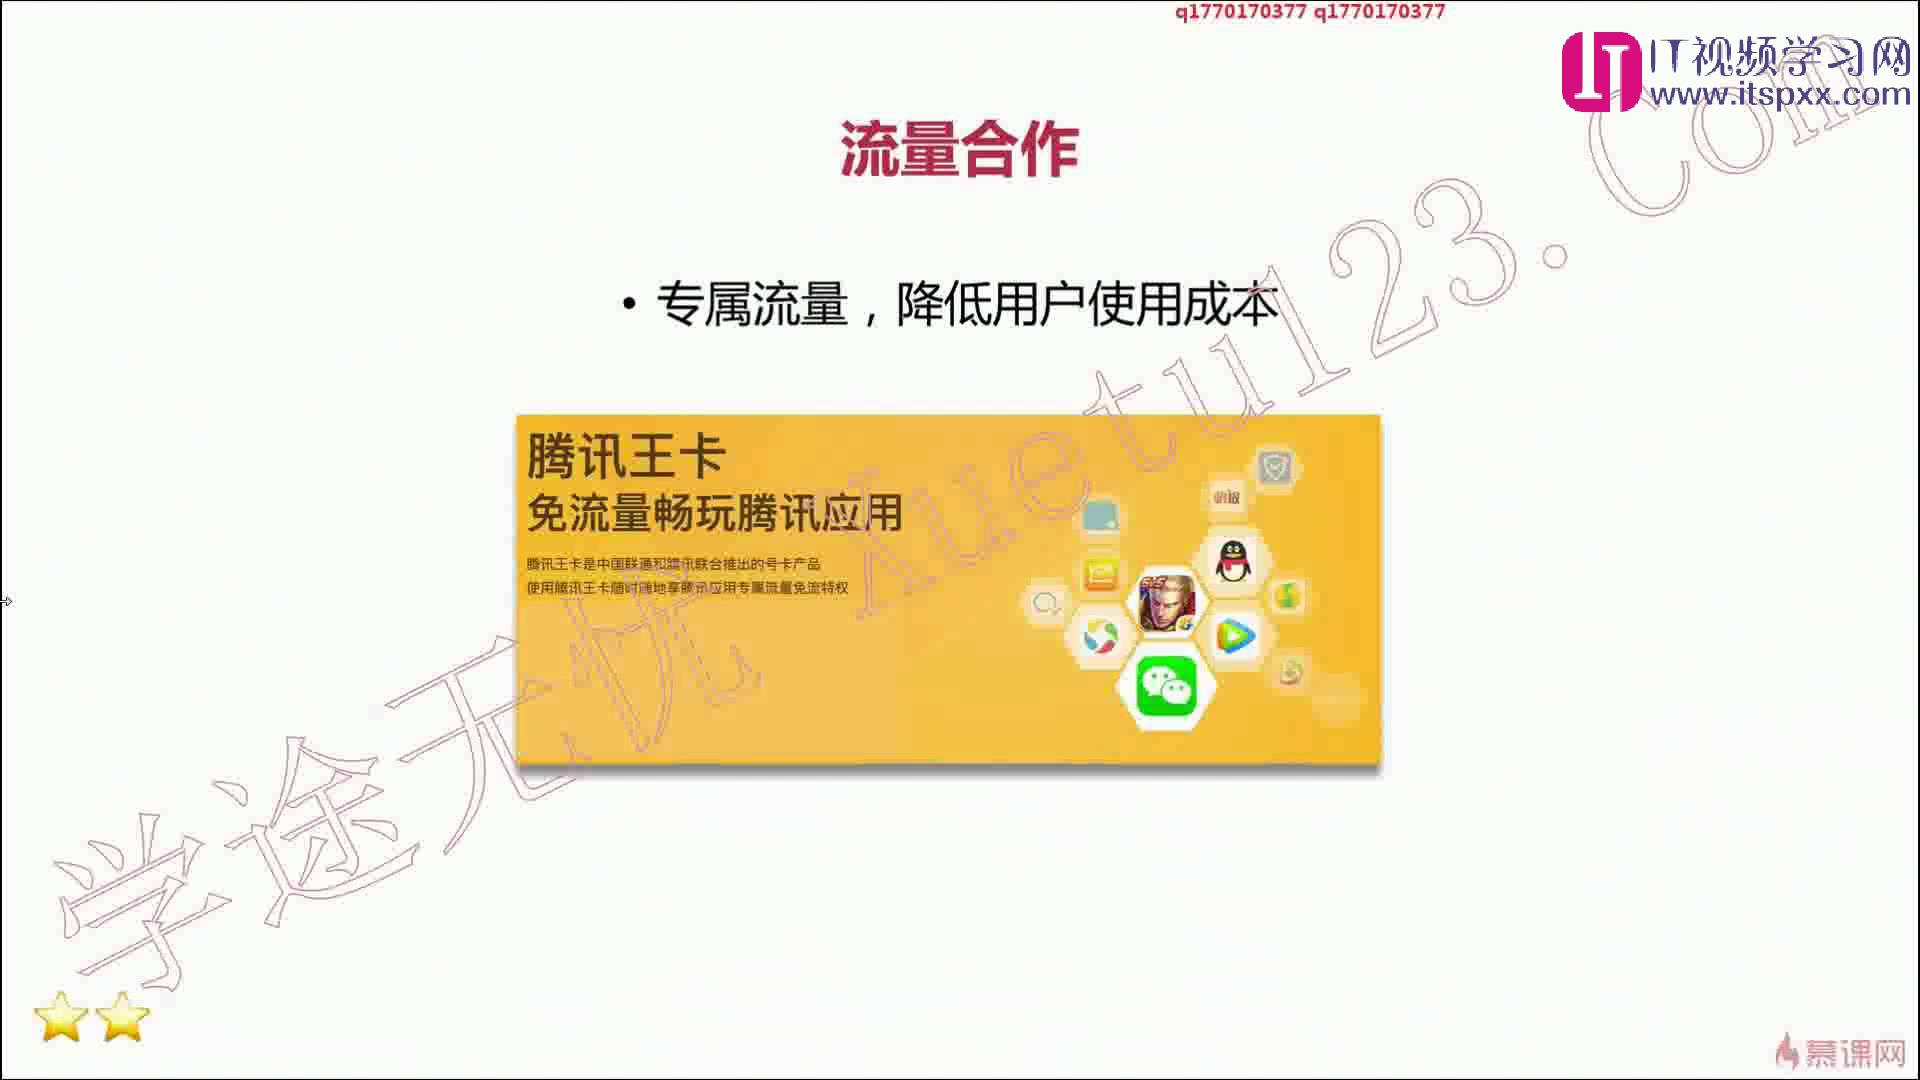 q1770170377 q1770170377
IT视频学习网
www.itspxx.com
流量合作
• 专属流量，降低用户使用成本
腾讯王卡
免流量畅玩腾讯应用
腾讯王卡是中国联通和腾讯联合推出的号卡产品
使用腾讯王卡随时随地享腾讯应用专属流量免流特权
学途无忧 Xuetu123.Com
慕课网